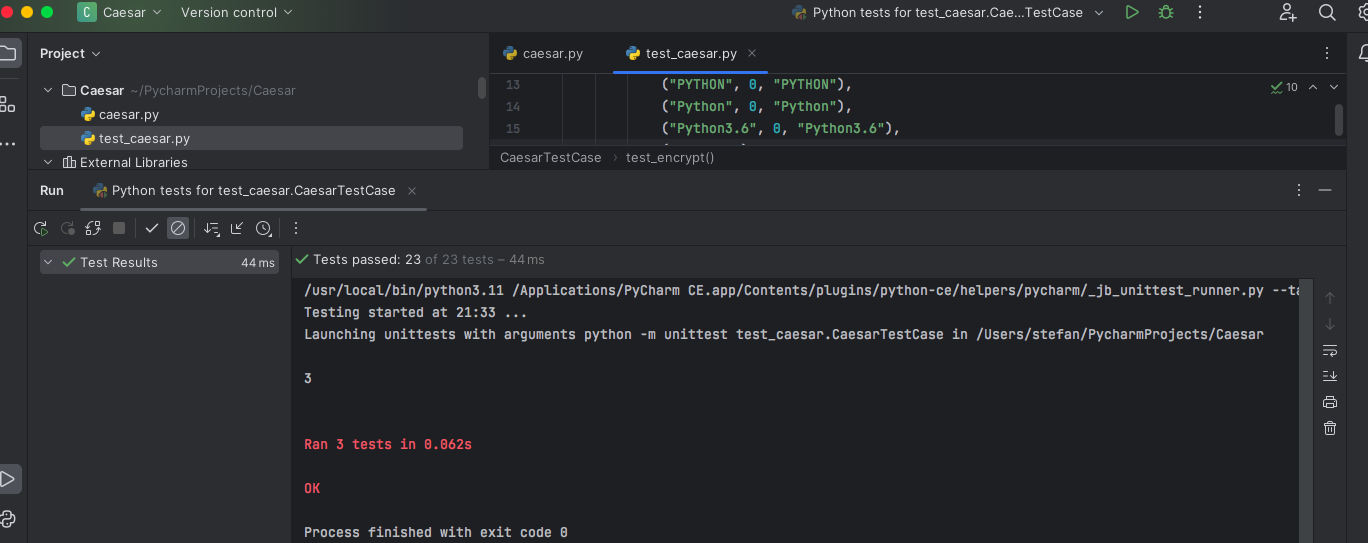 C Caesar Version control Python tests for test_caesar.Cae...TestCase
Project
caesar.py test_caesar.py
Caesar ~/PycharmProjects/Caesar
caesar.py
test_caesar.py
External Libraries
13 ("PYTHON", 0, "PYTHON"),
14 ("Python", 0, "Python"),
15 ("Python3.6", 0, "Python3.6"),
10
CaesarTestCase › test_encrypt()
Run Python tests for test_caesar.CaesarTestCase
Test Results 44 ms
Tests passed: 23 of 23 tests – 44 ms
/usr/local/bin/python3.11 /Applications/PyCharm CE.app/Contents/plugins/python-ce/helpers/pycharm/_jb_unittest_runner.py --ta
Testing started at 21:33 ...
Launching unittests with arguments python -m unittest test_caesar.CaesarTestCase in /Users/stefan/PycharmProjects/Caesar
3
Ran 3 tests in 0.062s
OK
Process finished with exit code 0